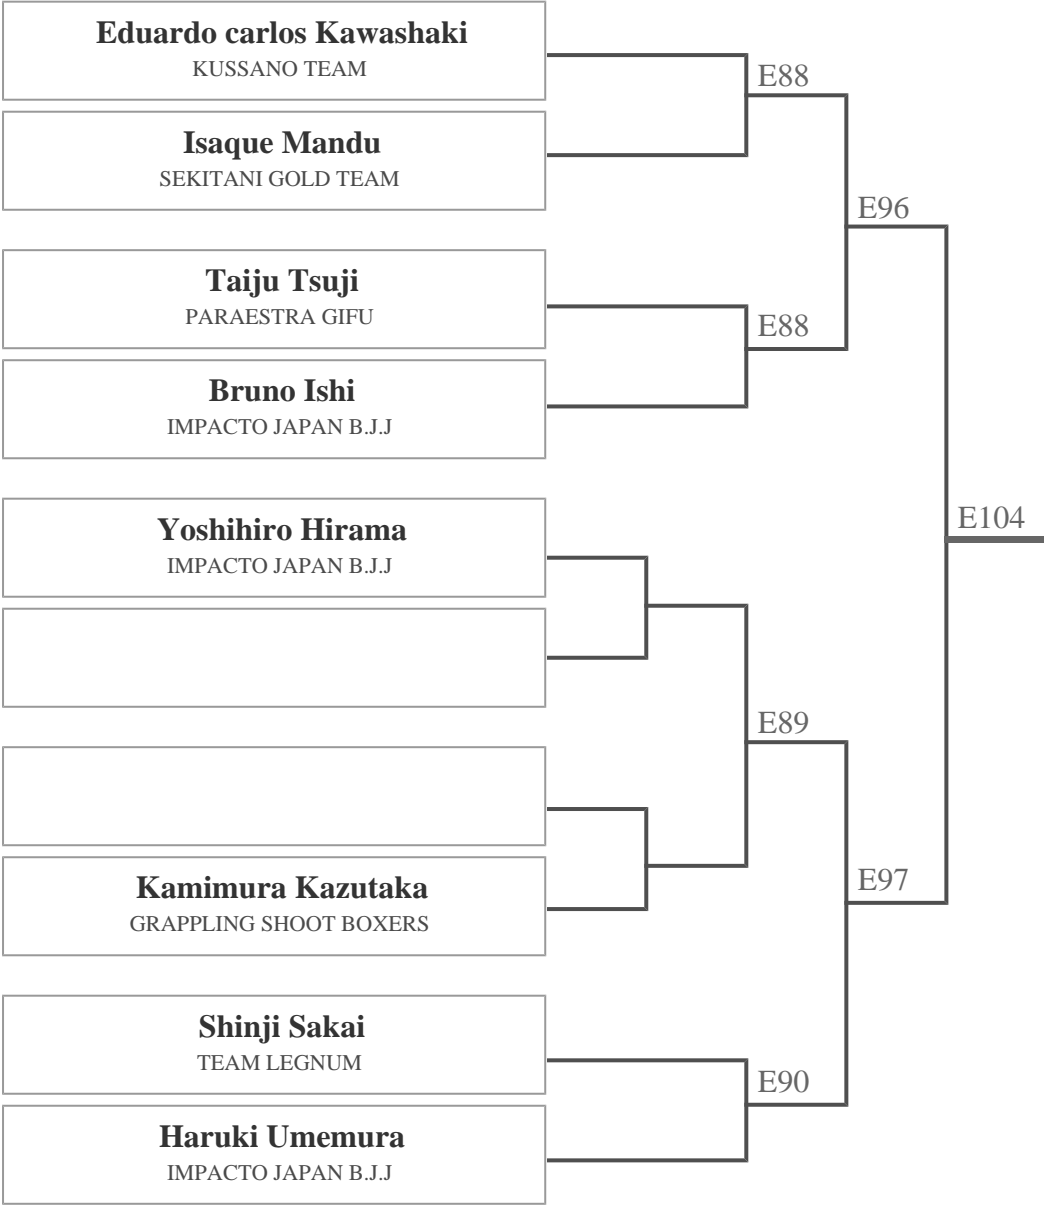 Eduardo carlos Kawashaki
KUSSANO TEAM
E88
Isaque Mandu
SEKITANI GOLD TEAM
E96
Taiju Tsuji
PARAESTRA GIFU
E88
Bruno Ishi
IMPACTO JAPAN B.J.J
Yoshihiro Hirama
IMPACTO JAPAN B.J.J
E104
E89
Kamimura Kazutaka
GRAPPLING SHOOT BOXERS
E97
Shinji Sakai
TEAM LEGNUM
E90
Haruki Umemura
IMPACTO JAPAN B.J.J